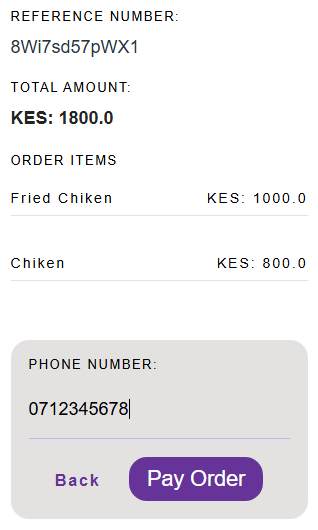 REFERENCE NUMBER:
8Wi7sd57pWX1
TOTAL AMOUNT:
KES: 1800.0
ORDER ITEMS
Fried Chiken KES: 1000.0
Chiken KES: 800.0
PHONE NUMBER:
0712345678
Back Pay Order